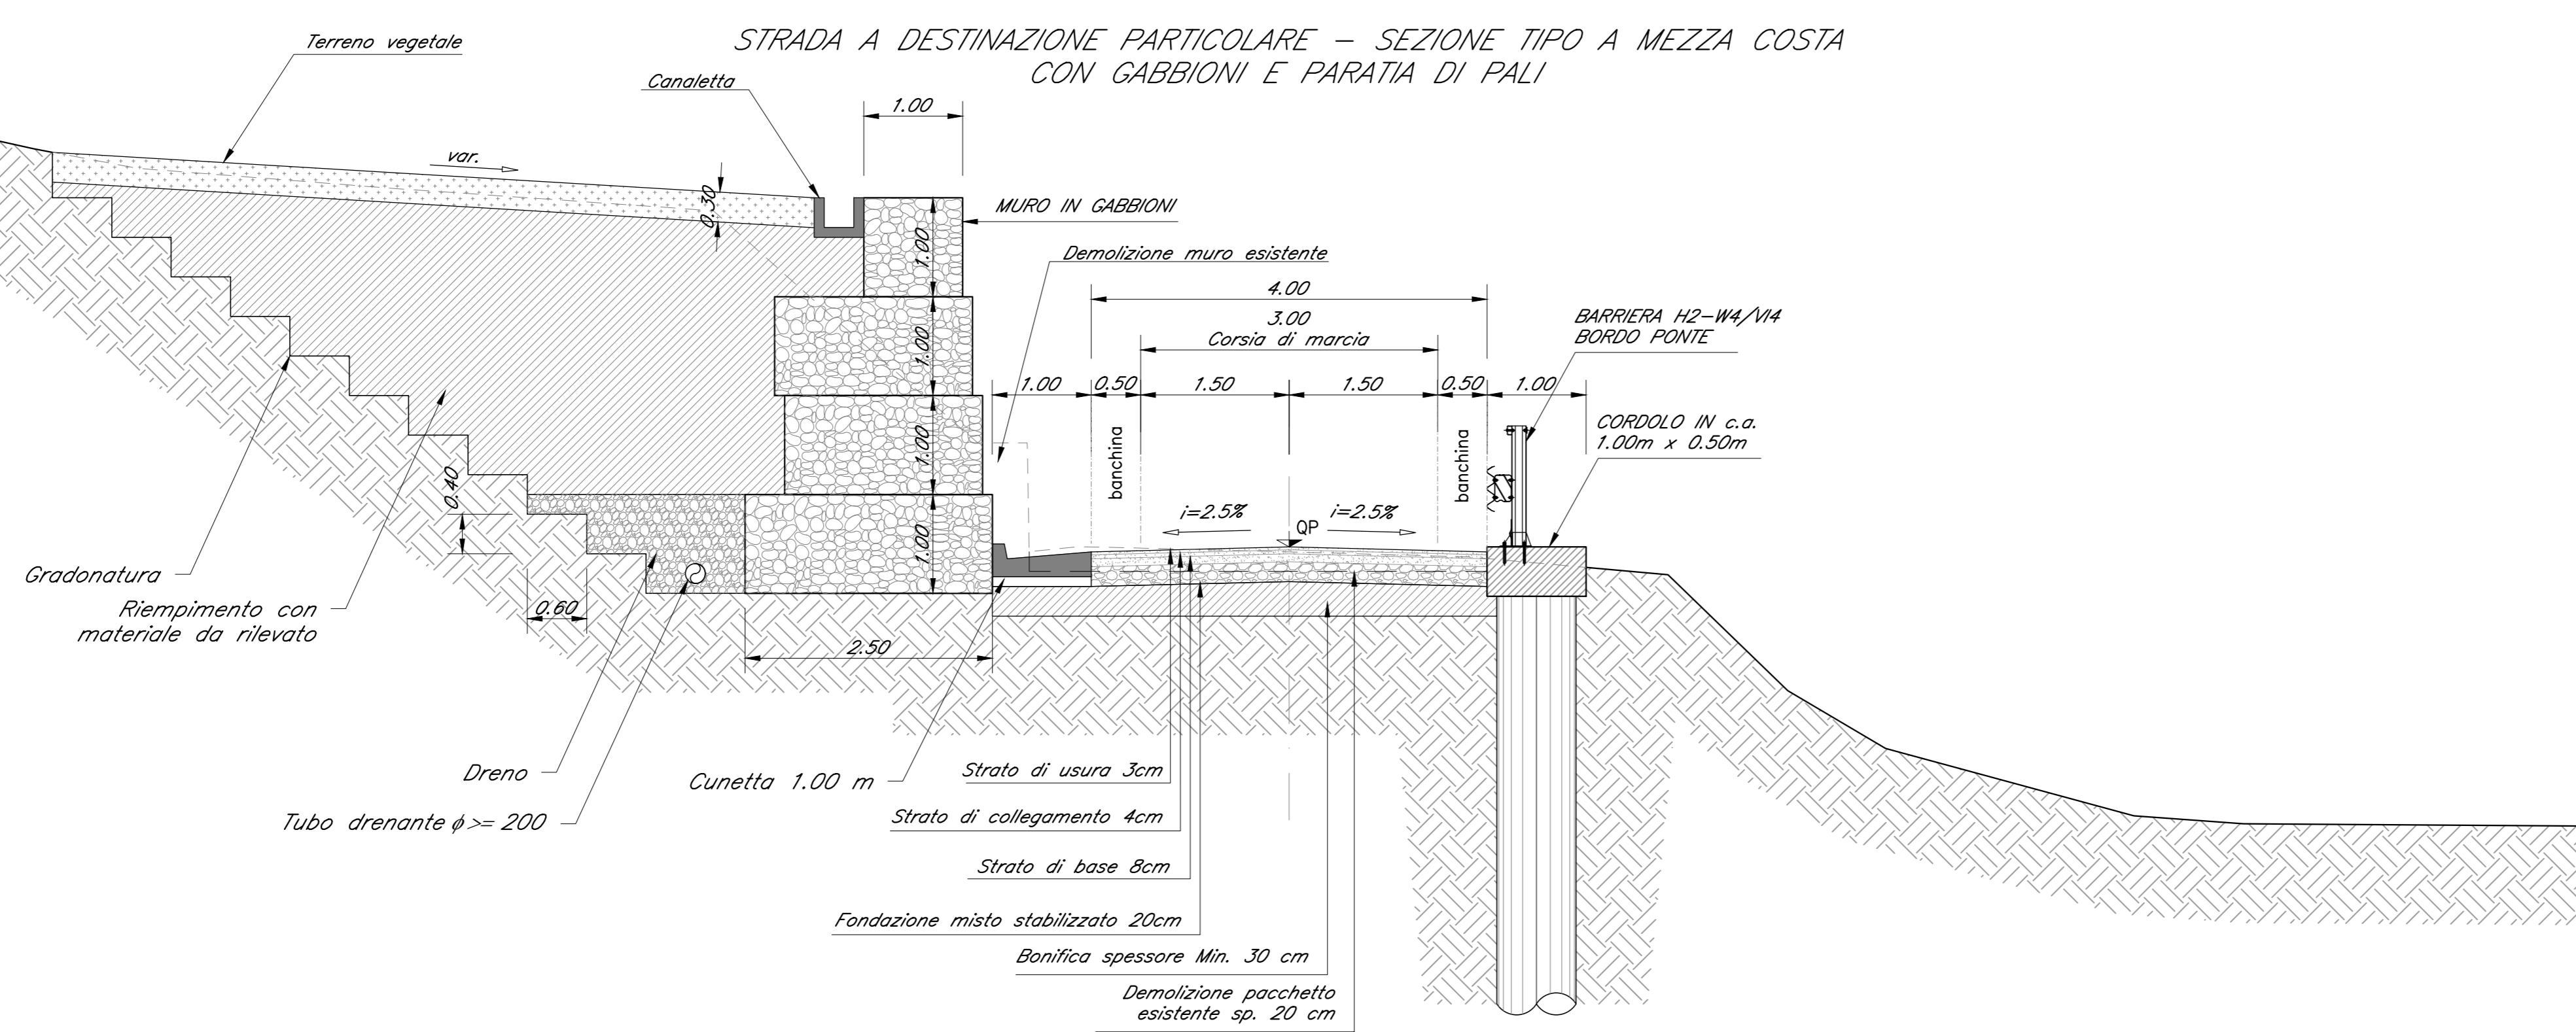 STRADA A DESTINAZIONE PARTICOLARE – SEZIONE TIPO A MEZZA COSTA
CON GABBIONI E PARATIA DI PALI
Terreno vegetale
Canaletta
1.00
var.
0.30
MURO IN GABBIONI
1.00
Demolizione muro esistente
4.00
3.00
Corsia di marcia
1.00
BARRIERA H2-W4/VI4
BORDO PONTE
1.00
0.50
1.50
1.50
0.50
1.00
CORDOLO IN c.a.
1.00m x 0.50m
1.00
banchina
banchina
0.40
i=2.5%
QP
i=2.5%
1.00
Gradonatura
Riempimento con
materiale da rilevato
0.60
2.50
Dreno
Tubo drenante ϕ >= 200
Cunetta 1.00 m
Strato di usura 3cm
Strato di collegamento 4cm
Strato di base 8cm
Fondazione misto stabilizzato 20cm
Bonifica spessore Min. 30 cm
Demolizione pacchetto
esistente sp. 20 cm